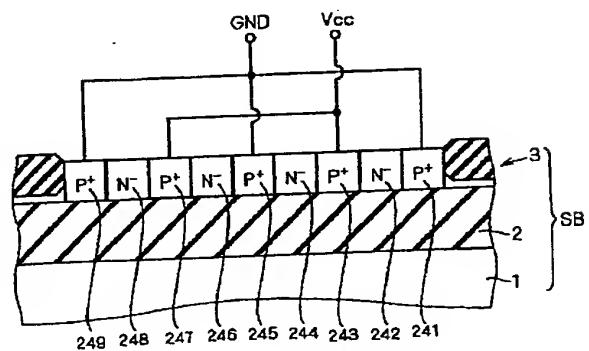 GND Vcc
P+ N- P+ N- P+ N- P+ N- P+
3
2
SB
1
249 248 247 246 245 244 243 242 241